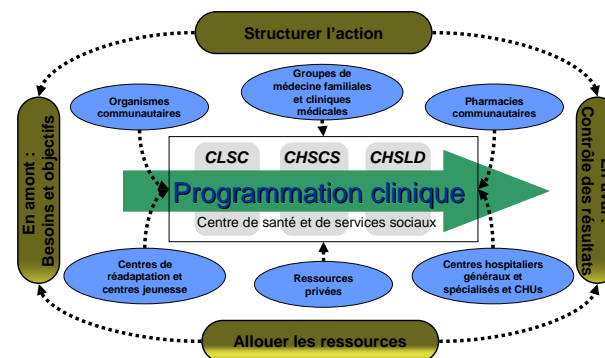 Structurer l'action
Groupes de
médecine familiales
et cliniques
médicales
Organismes
communautaires
Pharmacies
communautaires
En amont :
Besoins et objectifs
Contrôle des résultats
CLSC CHSCS CHSLD
Programmation clinique
Centre de santé et de services sociaux
Centres de
réadaptation et
centres jeunesse
Ressources
privées
Centres hospitaliers
généraux et
spécialisés et CHUs
Allouer les ressources